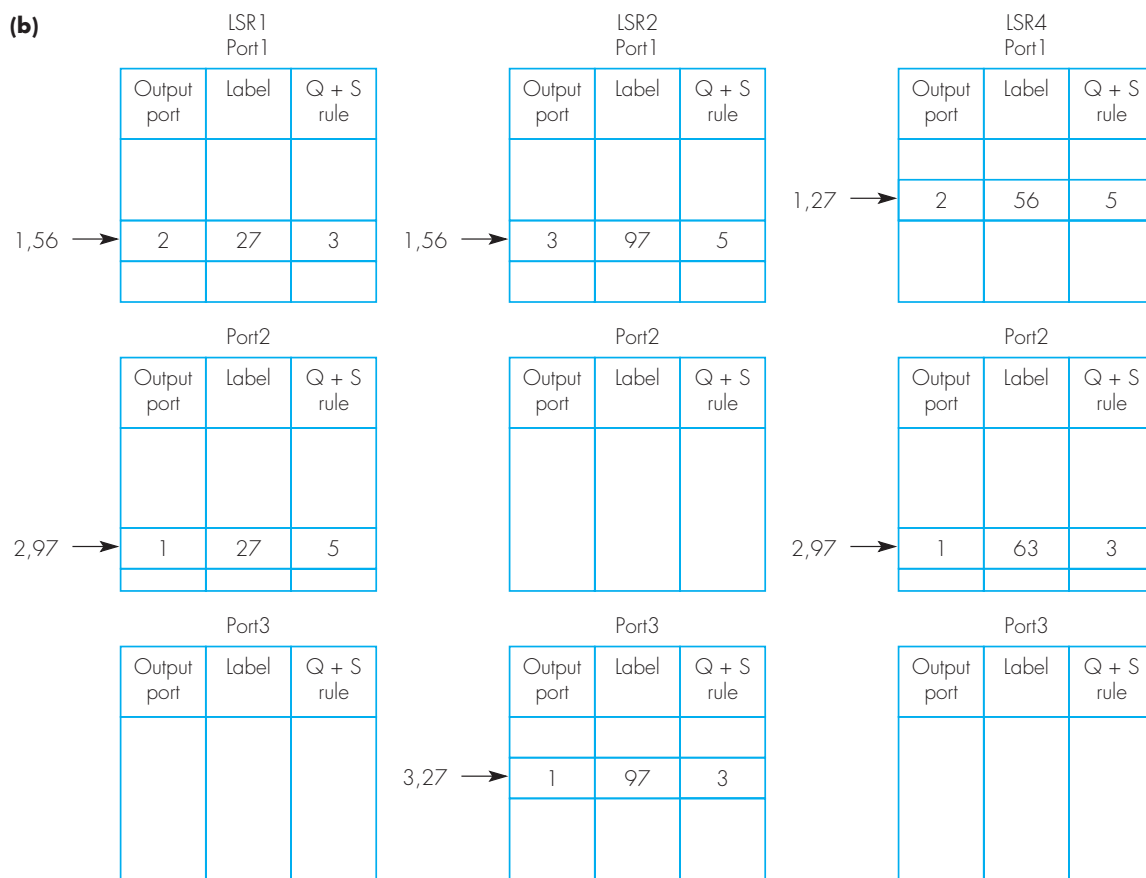 (b)
LSR1
Port1
Output port Label Q + S rule
1,56 2 27 3
LSR2
Port1
Output port Label Q + S rule
1,56 3 97 5
LSR4
Port1
Output port Label Q + S rule
1,27 2 56 5
Port2
Output port Label Q + S rule
2,97 1 27 5
Port2
Output port Label Q + S rule
Port2
Output port Label Q + S rule
2,97 1 63 3
Port3
Output port Label Q + S rule
Port3
Output port Label Q + S rule
3,27 1 97 3
Port3
Output port Label Q + S rule